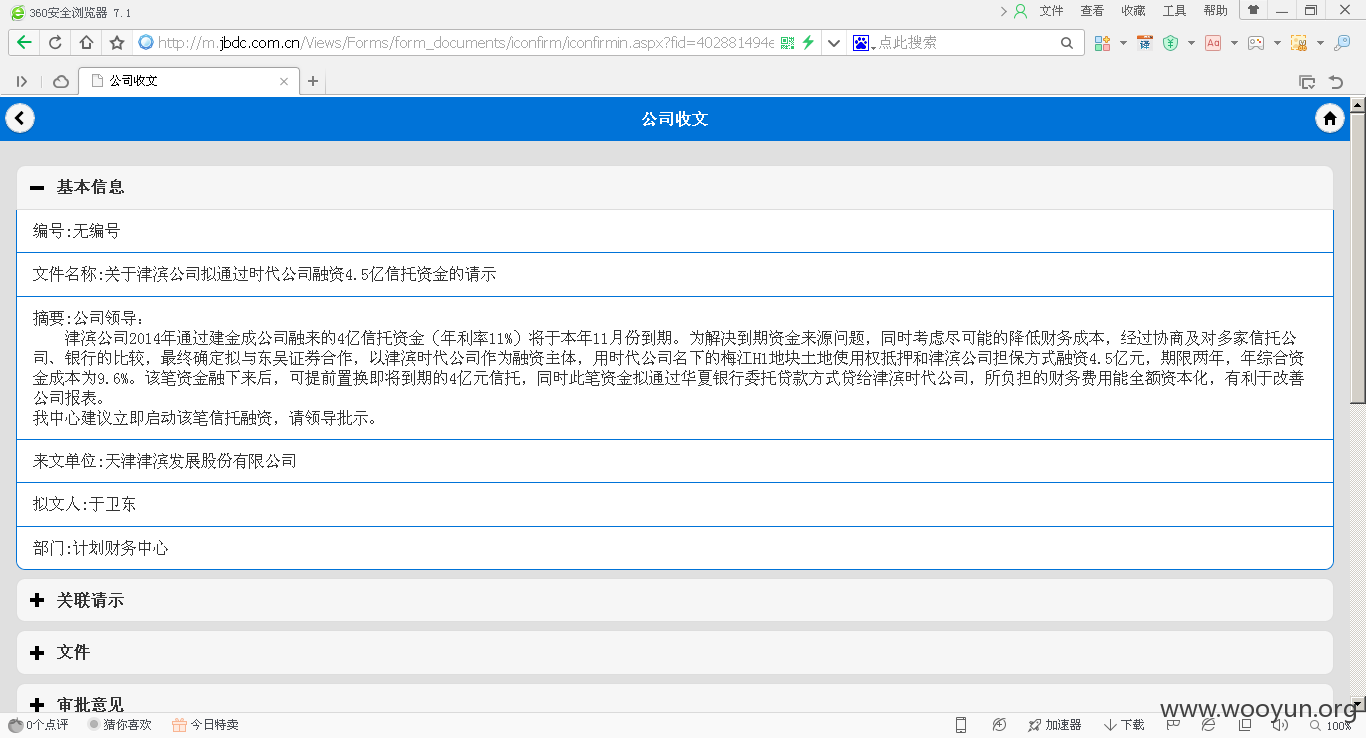 360安全浏览器 7.1
文件 查看 收藏 工具 帮助
http://m.jbdc.com.cn/Views/Forms/form_documents/iconfirm/iconfirmin.aspx?fid=402881494e
点此搜索
译
Aa
公司收文
公司收文
基本信息
编号:无编号
文件名称:关于津滨公司拟通过时代公司融资4.5亿信托资金的请示
摘要:公司领导:
津滨公司2014年通过建金成公司融来的4亿信托资金（年利率11%）将于本年11月份到期。为解决到期资金来源问题，同时考虑尽可能的降低财务成本，经过协商及对多家信托公
司、银行的比较，最终确定拟与东吴证券合作，以津滨时代公司作为融资主体，用时代公司名下的梅江H1地块土地使用权抵押和津滨公司担保方式融资4.5亿元，期限两年，年综合资
金成本为9.6%。该笔资金融下来后，可提前置换即将到期的4亿元信托，同时此笔资金拟通过华夏银行委托贷款方式贷给津滨时代公司，所负担的财务费用能全额资本化，有利于改善
公司报表。
我中心建议立即启动该笔信托融资，请领导批示。
来文单位:天津津滨发展股份有限公司
拟文人:于卫东
部门:计划财务中心
关联请示
文件
审批意见
www.wooyun.org
0个点评 猜你喜欢 今日特卖 加速器 下载 100%